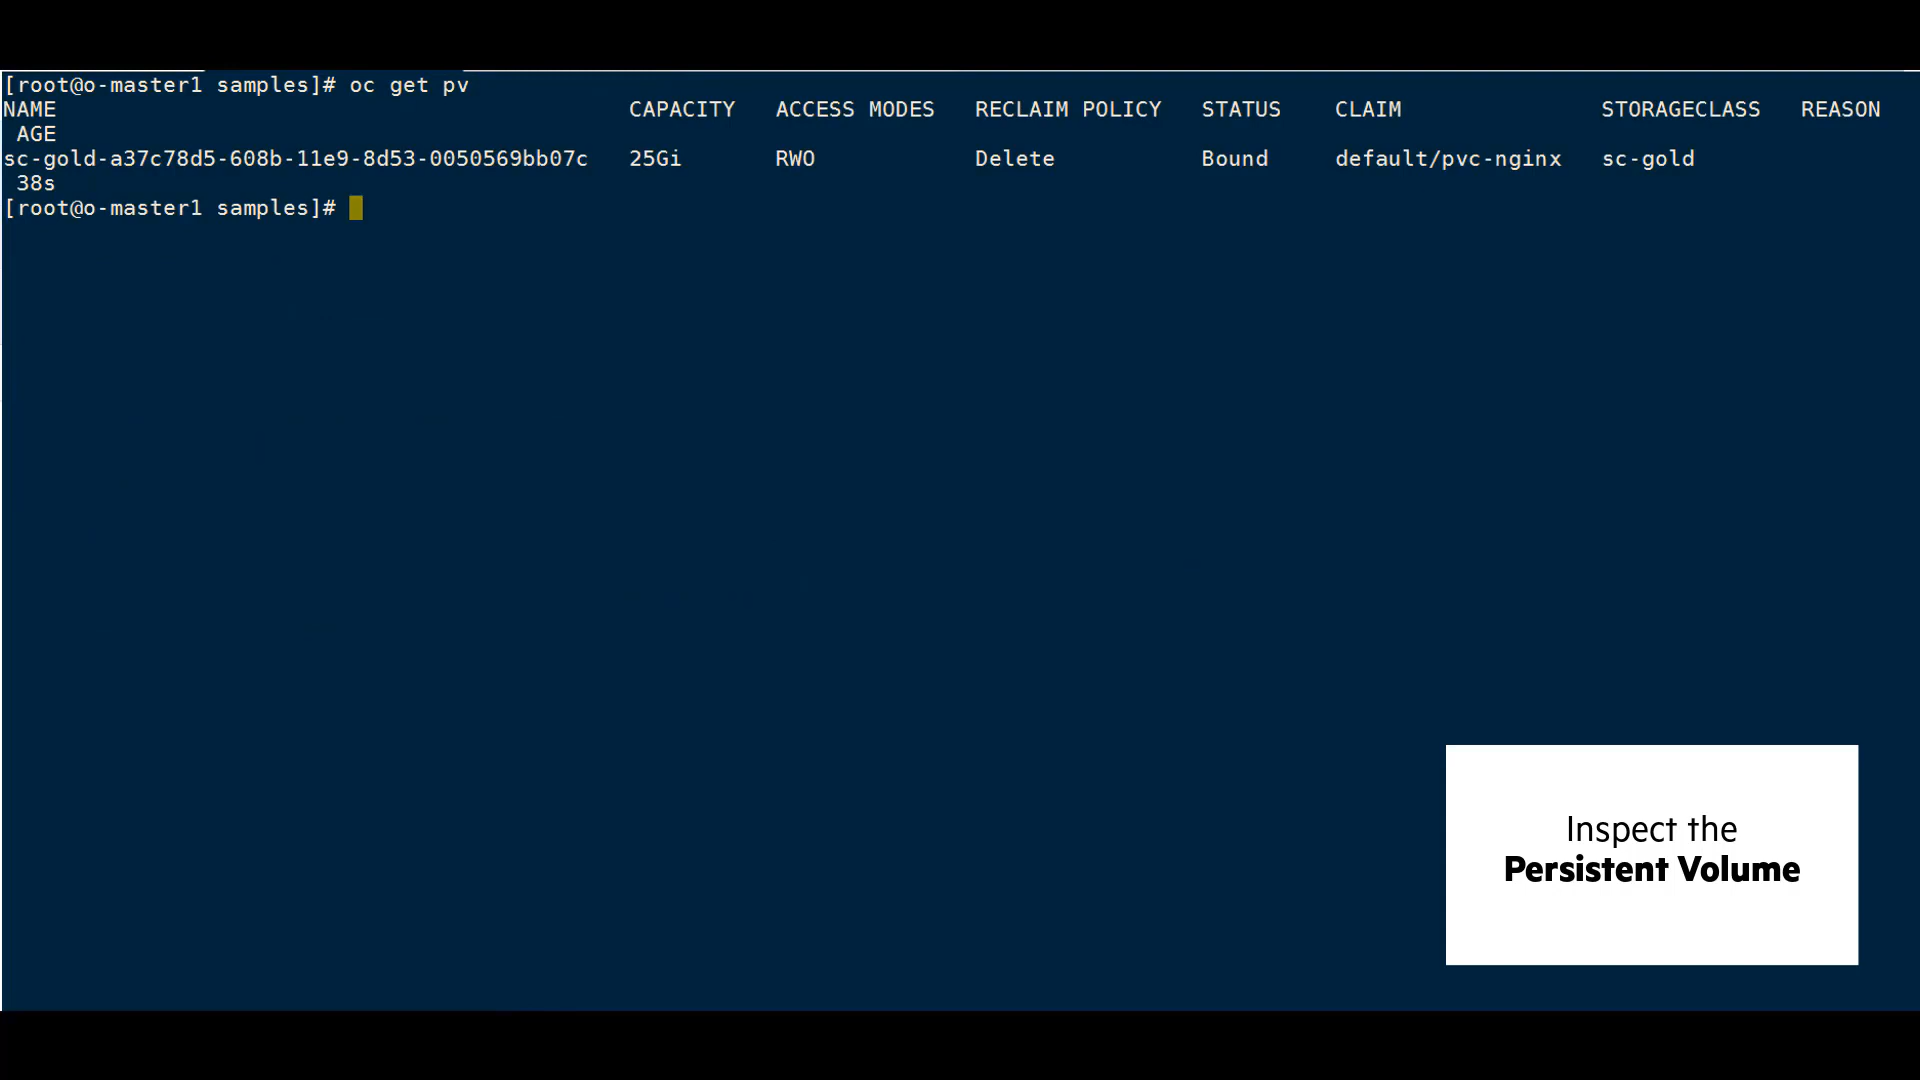 [root@o-master1 samples]# oc get pv
NAME CAPACITY ACCESS MODES RECLAIM POLICY STATUS CLAIM STORAGECLASS REASON
AGE
sc-gold-a37c78d5-608b-11e9-8d53-0050569bb07c 25Gi RWO Delete Bound default/pvc-nginx sc-gold
38s
[root@o-master1 samples]#
Inspect the
Persistent Volume